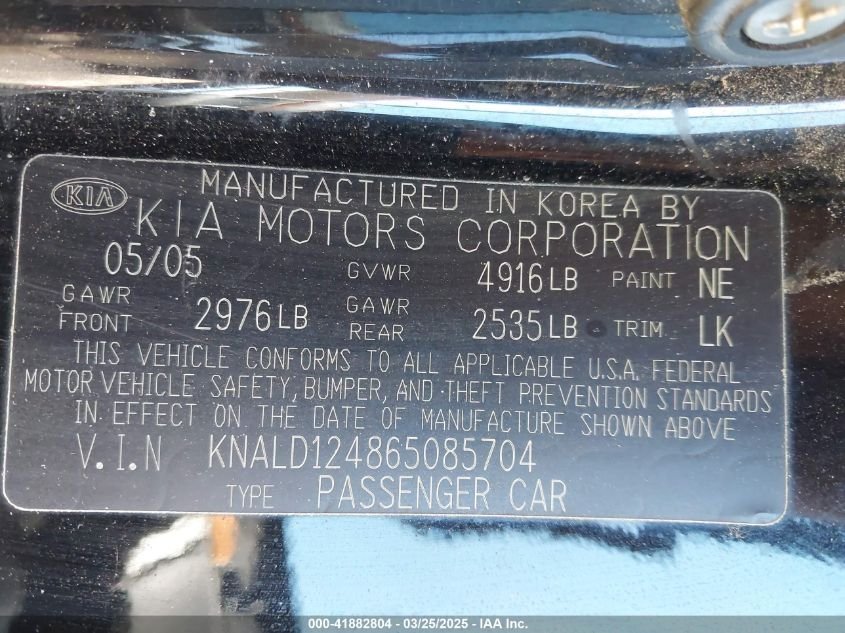 KIA
MANUFACTURED IN KOREA BY
KIA MOTORS CORPORATION
05/05 GVWR 4916LB PAINT NE
GAWR FRONT 2976LB GAWR REAR 2535LB TRIM LK
THIS VEHICLE CONFORMS TO ALL APPLICABLE U.S.A. FEDERAL
MOTOR VEHICLE SAFETY, BUMPER, AND THEFT PREVENTION STANDARDS
IN EFFECT ON THE DATE OF MANUFACTURE SHOWN ABOVE
V.I.N KNALD124865085704
TYPE PASSENGER CAR
000-41882804 / 03/25/2025 - IAA Inc.